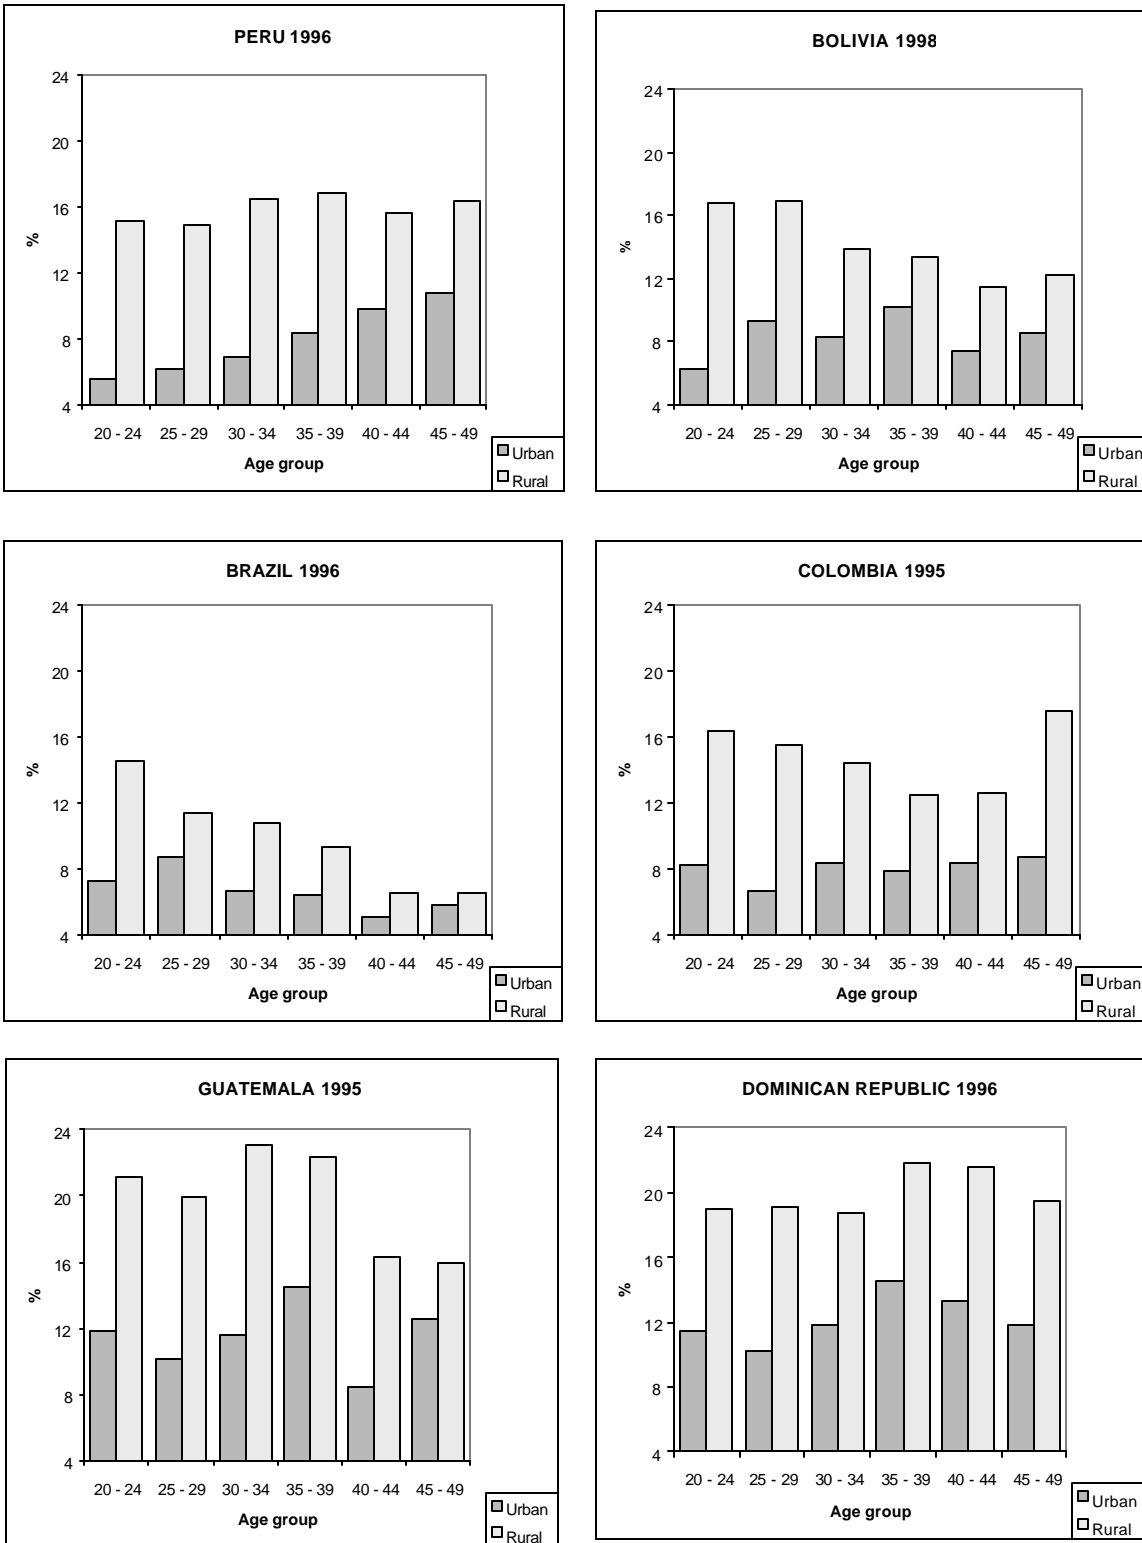 PERU 1996
24
20
16
12
8
4
%
20 - 24 25 - 29 30 - 34 35 - 39 40 - 44 45 - 49
Age group
Urban
Rural
BOLIVIA 1998
24
20
16
12
8
4
%
20 - 24 25 - 29 30 - 34 35 - 39 40 - 44 45 - 49
Age group
Urban
Rural
BRAZIL 1996
24
20
16
12
8
4
%
20 - 24 25 - 29 30 - 34 35 - 39 40 - 44 45 - 49
Age group
Urban
Rural
COLOMBIA 1995
24
20
16
12
8
4
%
20 - 24 25 - 29 30 - 34 35 - 39 40 - 44 45 - 49
Age group
Urban
Rural
GUATEMALA 1995
24
20
16
12
8
4
%
20 - 24 25 - 29 30 - 34 35 - 39 40 - 44 45 - 49
Age group
Urban
Rural
DOMINICAN REPUBLIC 1996
24
20
16
12
8
4
%
20 - 24 25 - 29 30 - 34 35 - 39 40 - 44 45 - 49
Age group
Urban
Rural